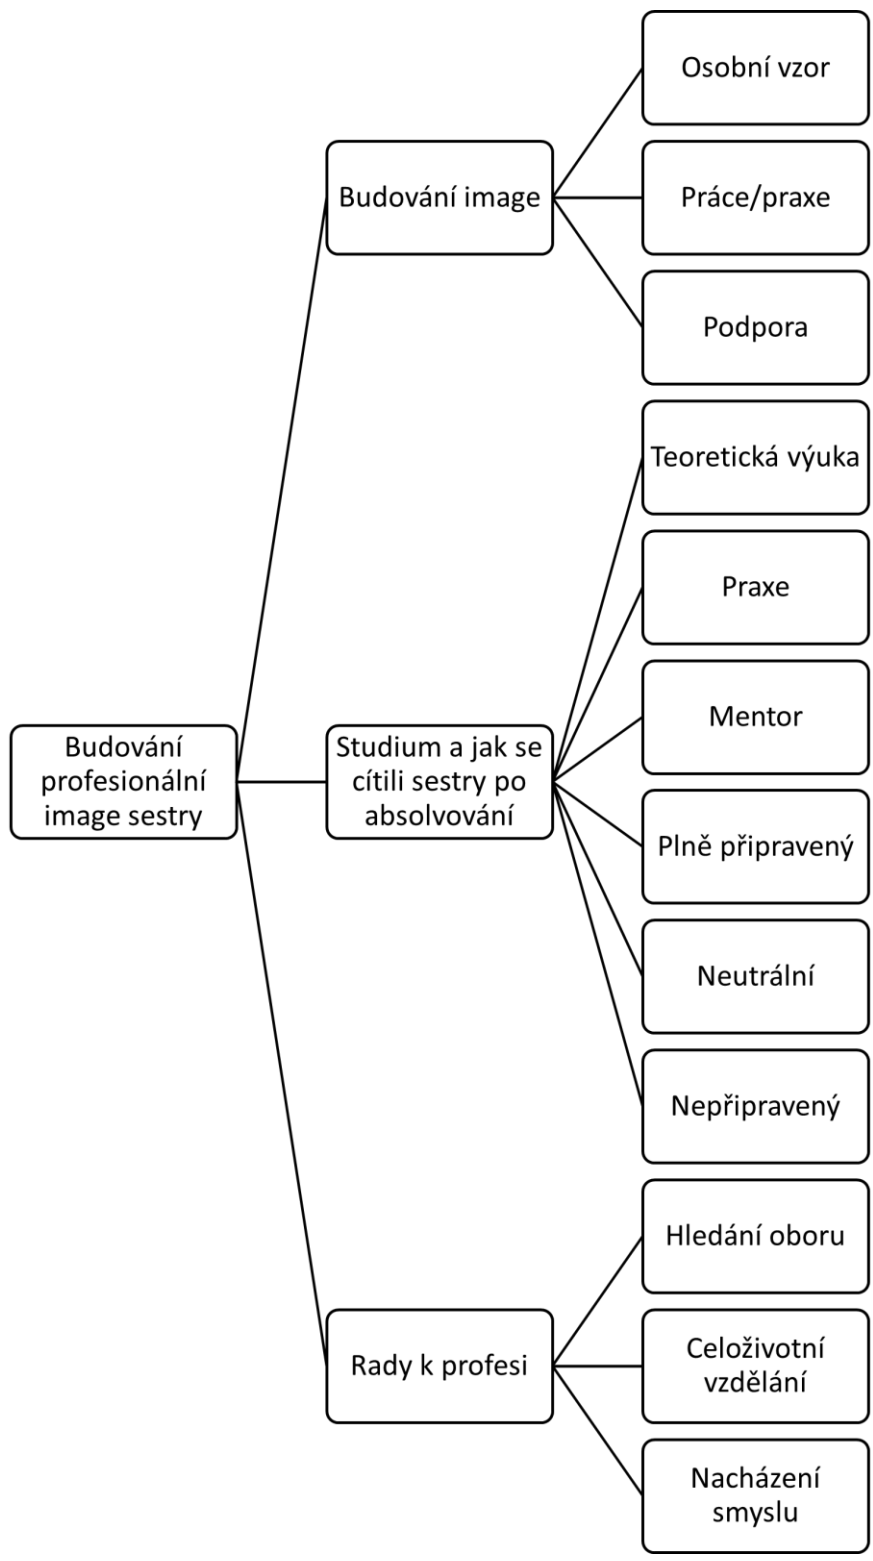 Budování
profesionální
image sestry
Budování image
Osobní vzor
Práce/praxe
Podpora
Studium a jak se
cítili sestry po
absolvování
Teoretická výuka
Praxe
Mentor
Plně připravený
Neutrální
Nepřipravený
Rady k profesi
Hledání oboru
Celoživotní
vzdělání
Nacházení
smyslu